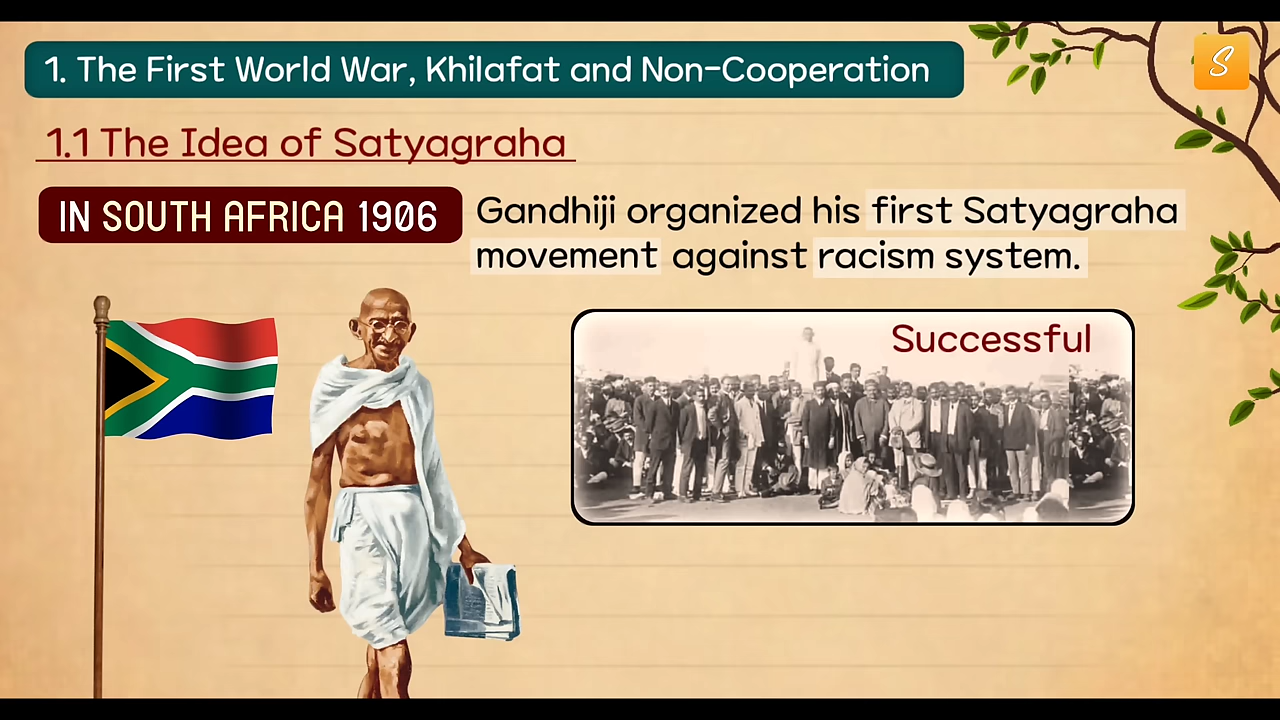 1. The First World War, Khilafat and Non-Cooperation
S
1.1 The Idea of Satyagraha
IN SOUTH AFRICA 1906
Gandhiji organized his first Satyagraha
movement against racism system.
Successful